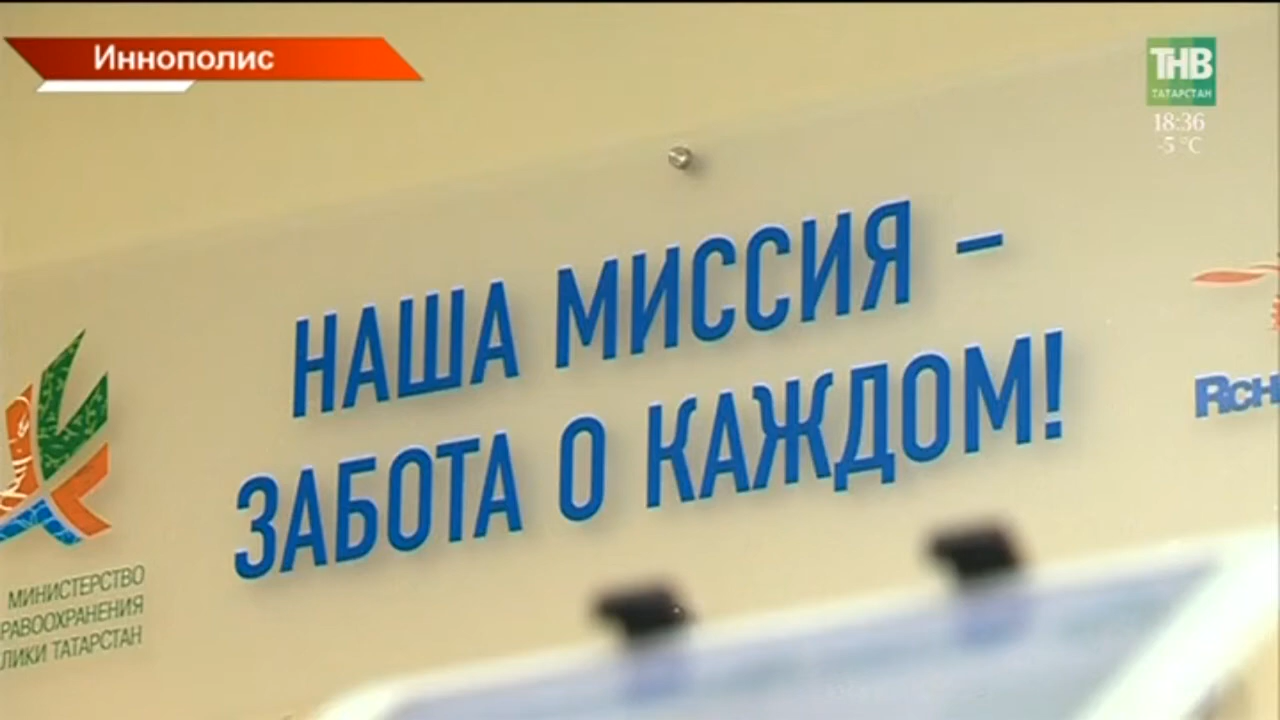 Иннополис
ТНВ
ТАТАРСТАН
18:36
-5 °C
НАША МИССИЯ –
ЗАБОТА О КАЖДОМ!
МИНИСТЕРСТВО
РАВООХРАНЕНИЯ
ЛИКИ ТАТАРСТАН